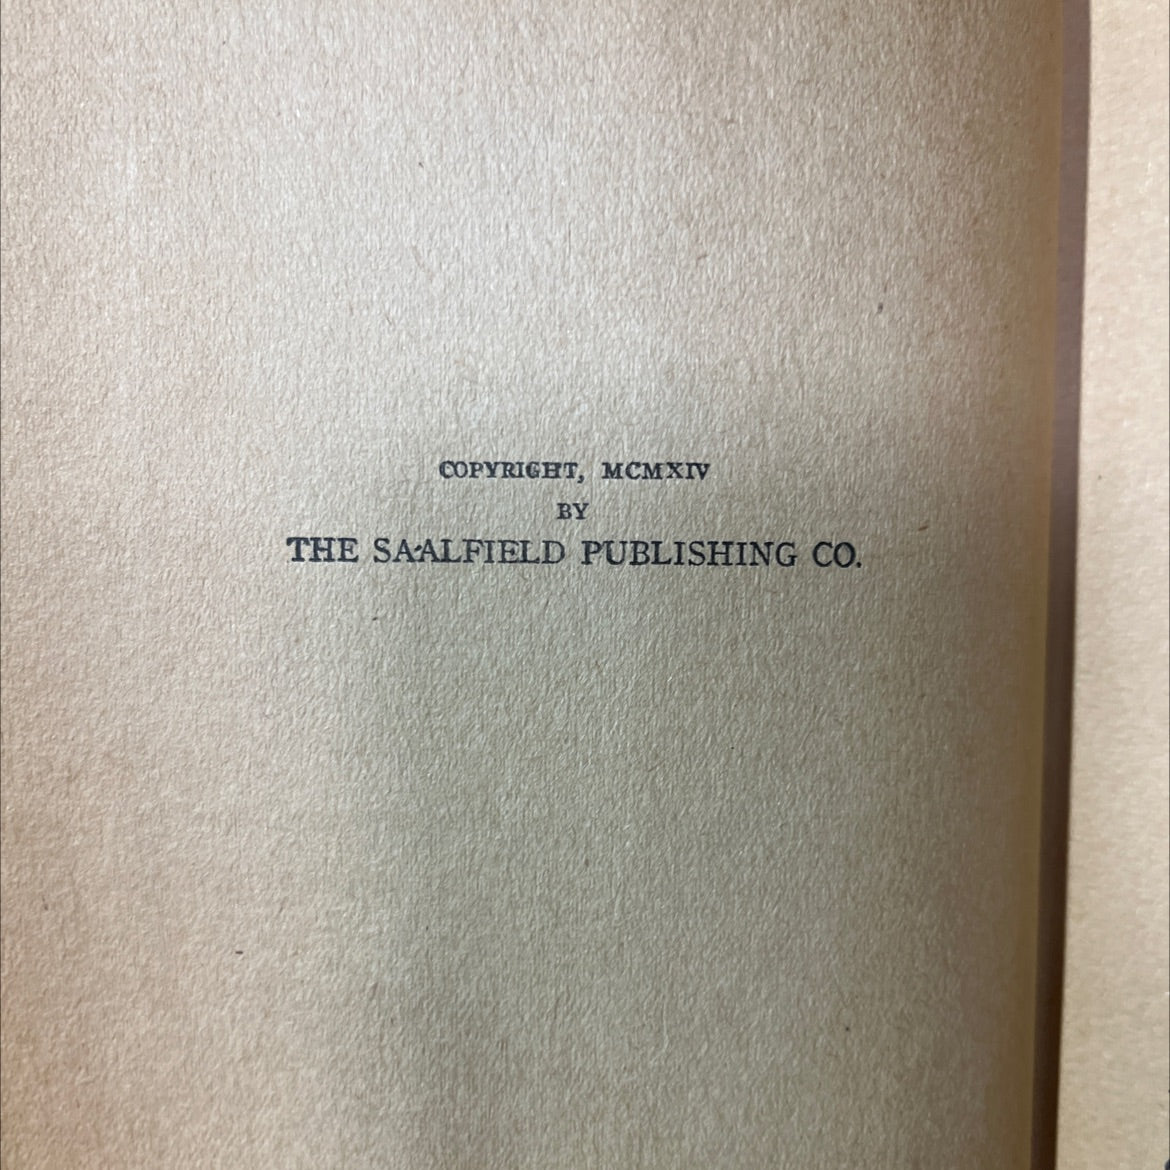 COPYRIGHT, MCMXIV
BY
THE SAALFIELD PUBLISHING CO.